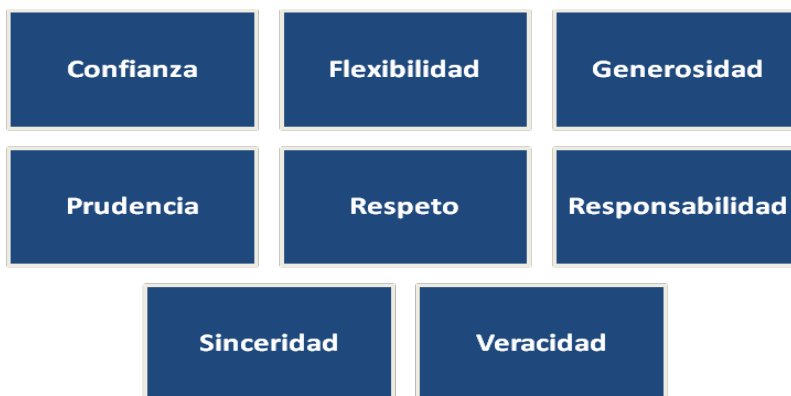 Confianza
Flexibilidad
Generosidad
Prudencia
Respeto
Responsabilidad
Sinceridad
Veracidad